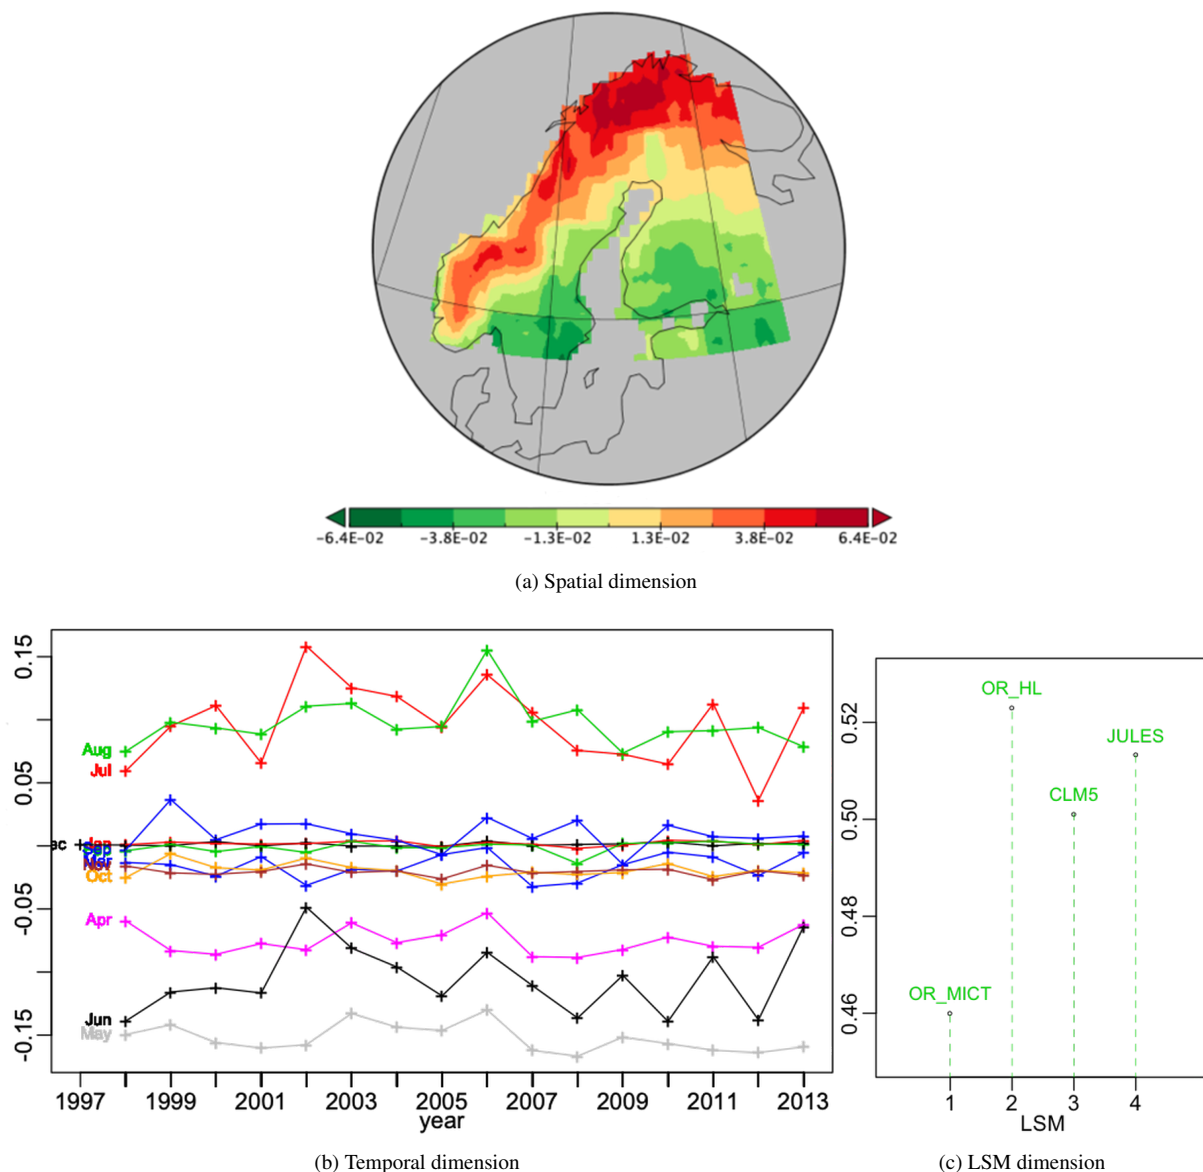 -6.4E-02 -3.8E-02 -1.3E-02 1.3E-02 3.8E-02 6.4E-02
(a) Spatial dimension
0.15
0.05
-0.05
-0.15
Aug
Jul
Sep
Mar
Oct
Apr
Jun
May
1997 1999 2001 2003 2005 2007 2009 2011 2013
year
(b) Temporal dimension
0.52
0.50
0.48
0.46
OR_HL
JULES
CLM5
OR_MICT
1 2 3 4
LSM
(c) LSM dimension